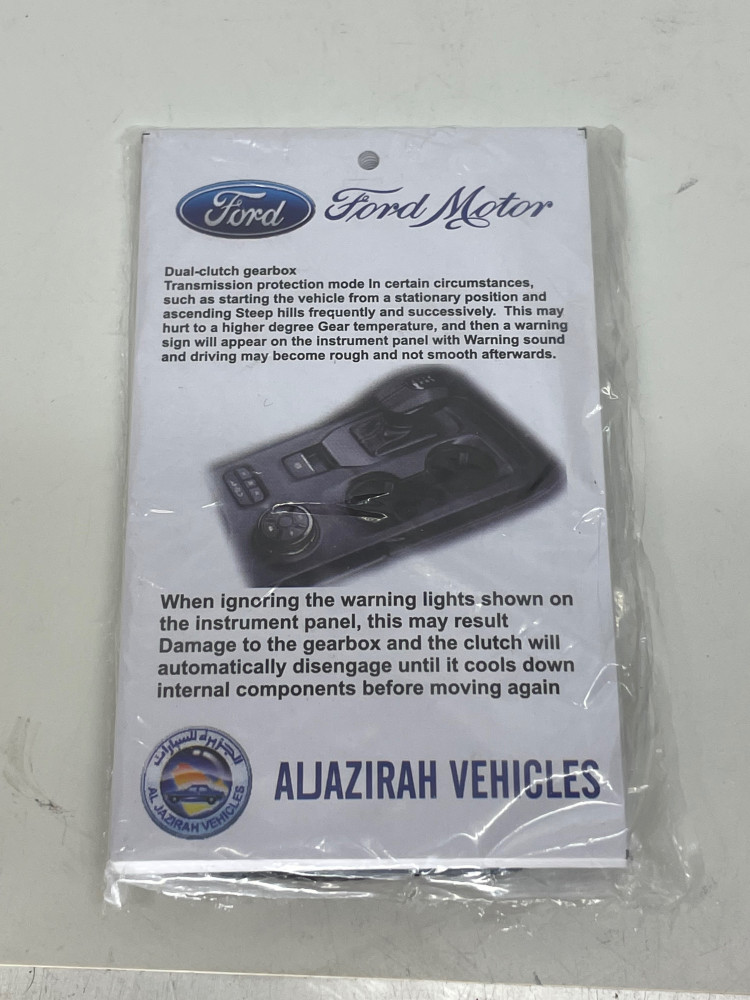 Ford Ford Motor
Dual-clutch gearbox
Transmission protection mode In certain circumstances,
such as starting the vehicle from a stationary position and
ascending Steep hills frequently and successively. This may
hurt to a higher degree Gear temperature, and then a warning
sign will appear on the instrument panel with Warning sound
and driving may become rough and not smooth afterwards.
When ignoring the warning lights shown on
the instrument panel, this may result
Damage to the gearbox and the clutch will
automatically disengage until it cools down
internal components before moving again
الجزيرة للسيارات
AL JAZIRAH VEHICLES
ALJAZIRAH VEHICLES